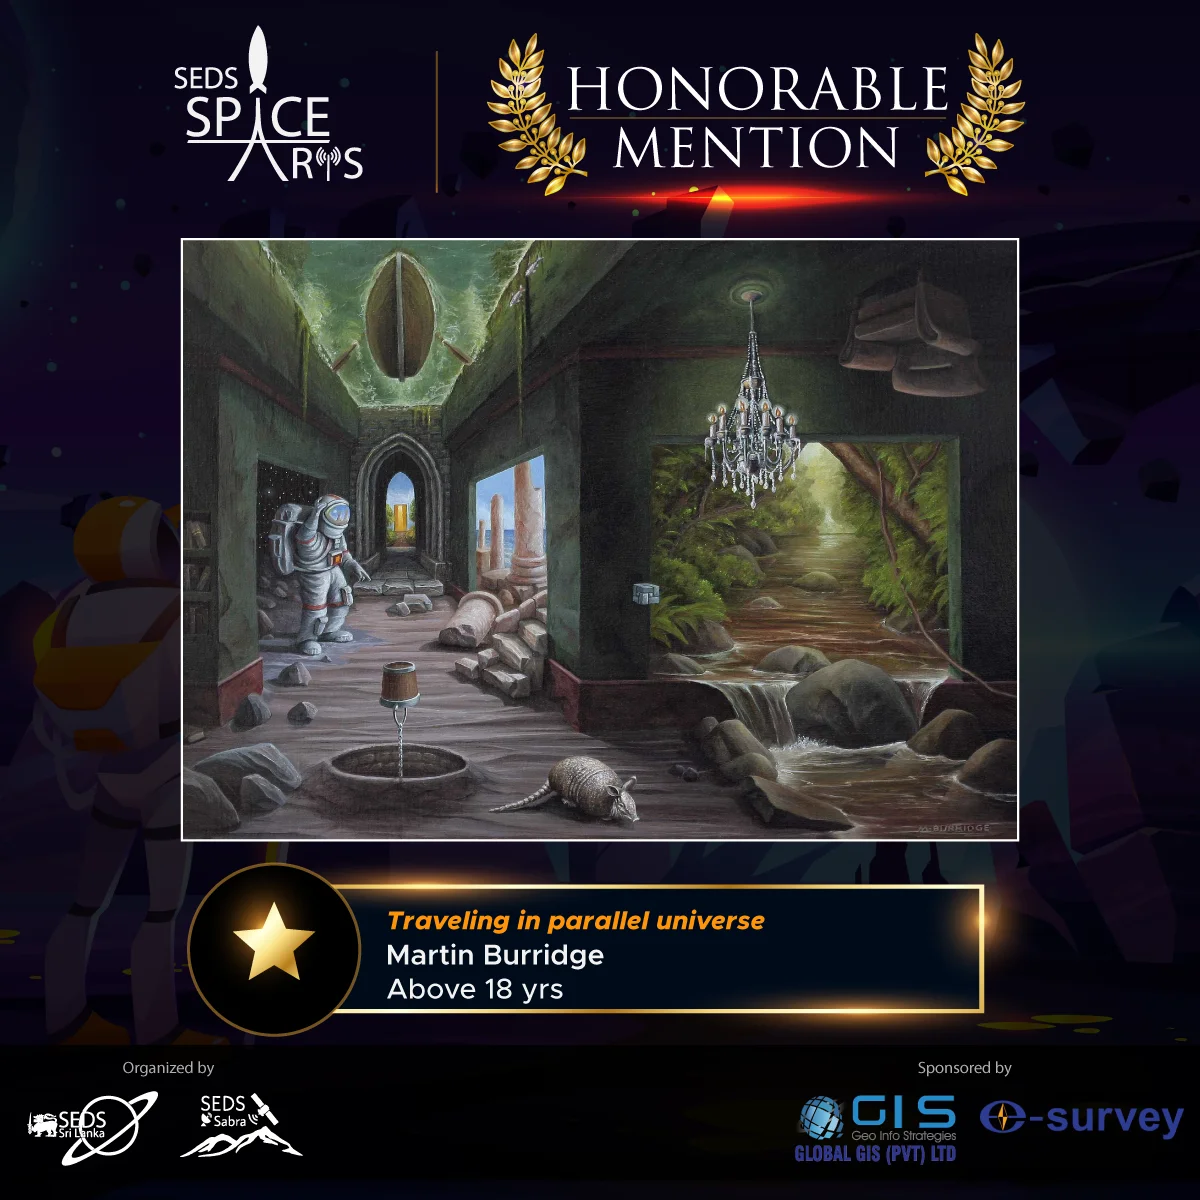 SEDS
SPACE
ARTS
HONORABLE
MENTION
M-BURRIDGE
Traveling in parallel universe
Martin Burridge
Above 18 yrs
Organized by
Sponsored by
SEDS
Sri Lanka
SEDS
Sabra
GIS
Geo Info Strategies
GLOBAL GIS (PVT) LTD
e-survey